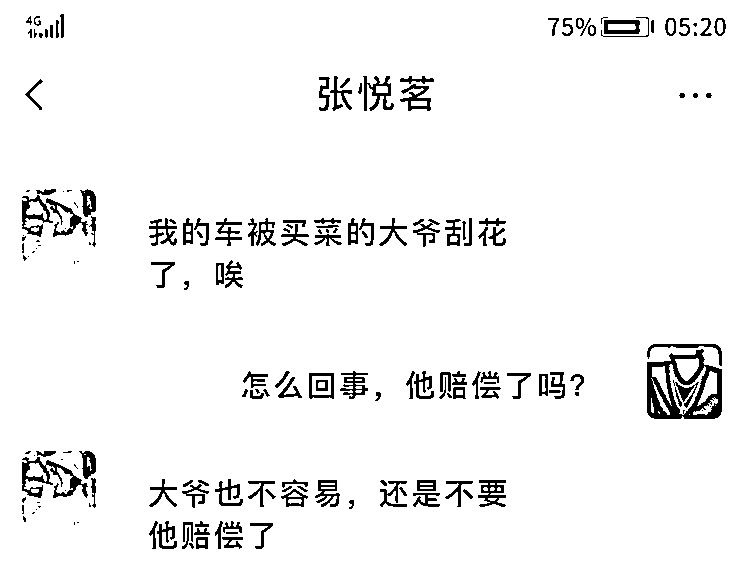 4G
75% 05:20
张悦茗
我的车被买菜的大爷刮花
了，唉
怎么回事，他赔偿了吗？
大爷也不容易，还是不要
他赔偿了